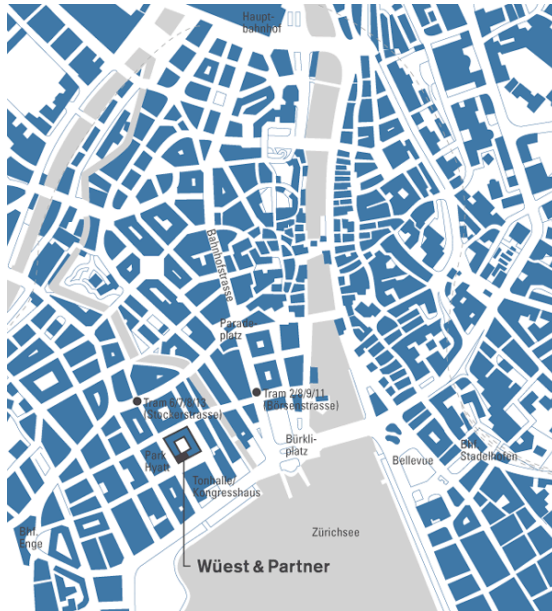 Haupt-
bahnhof
Bahnhofstrasse
Parade-
platz
Tram 6/7/8/13
(Stockerstrasse)
Tram 2/8/9/11
(Börsenstrasse)
Bürkli-
platz
Park
Hyatt
Tonhalle/
Kongresshaus
Bellevue
Bhf.
Stadelhofen
Bhf.
Enge
Zürichsee
Wüest & Partner